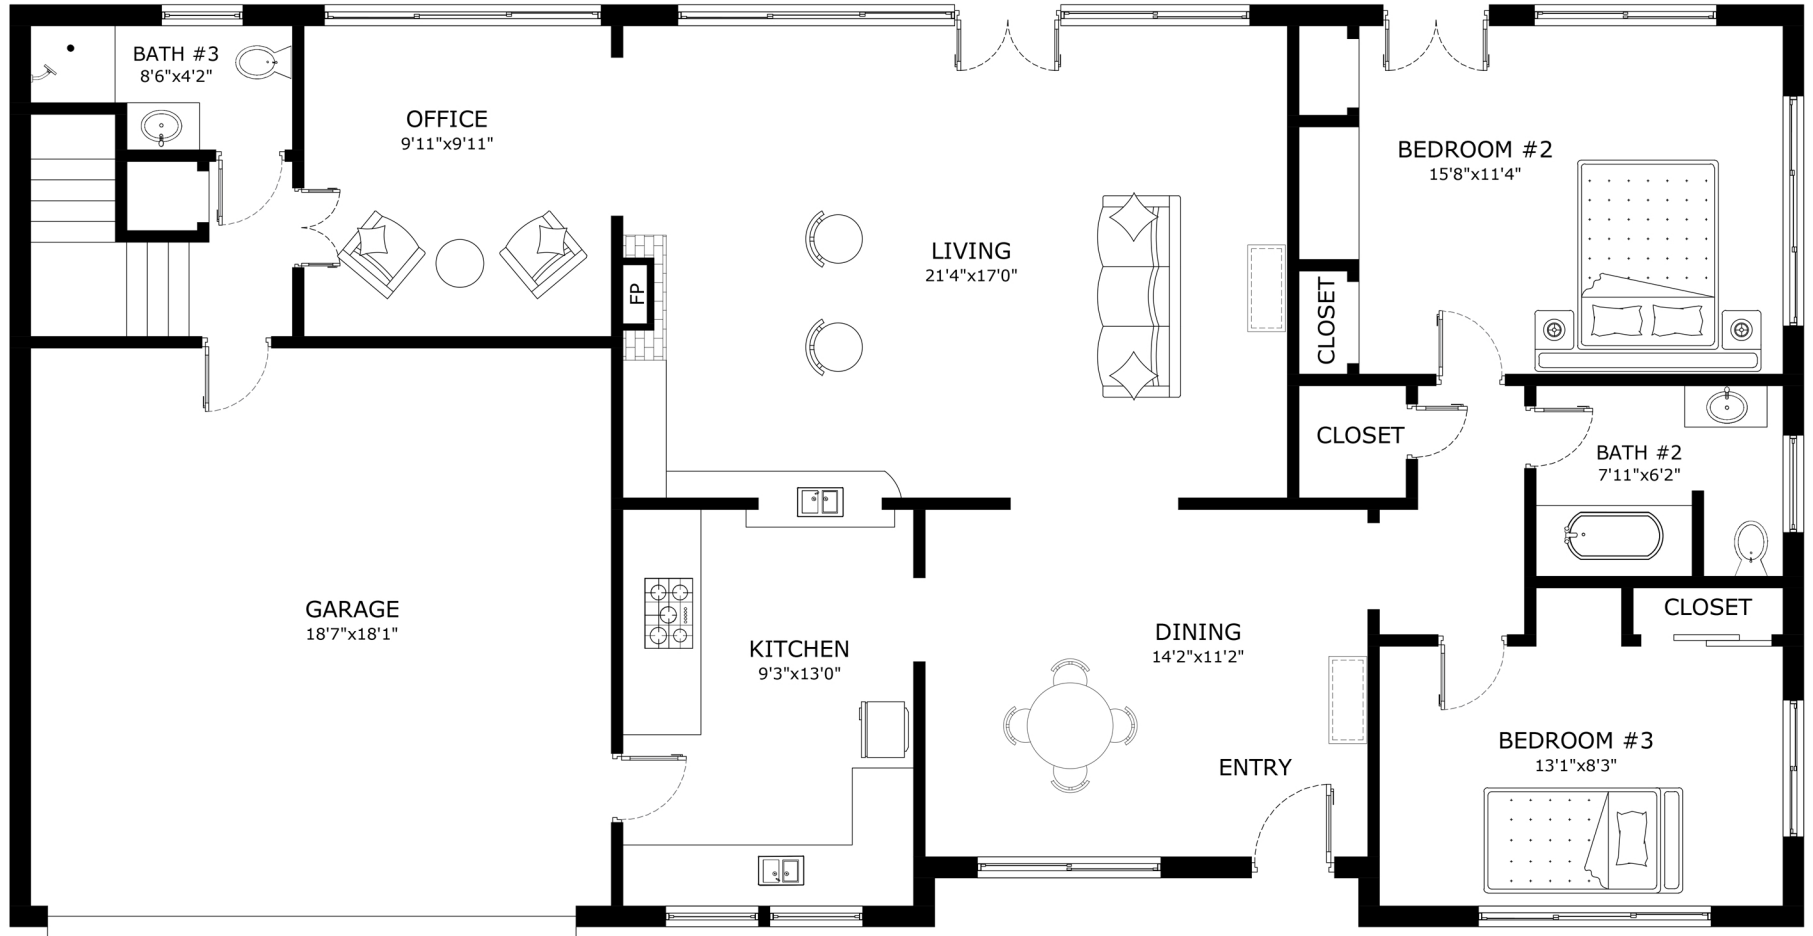 BATH #3
8'6"x4'2"
OFFICE
9'11"x9'11"
BEDROOM #2
15'8"x11'4"
LIVING
21'4"x17'0"
FP
CLOSET
CLOSET
BATH #2
7'11"x6'2"
GARAGE
18'7"x18'1"
CLOSET
DINING
14'2"x11'2"
KITCHEN
9'3"x13'0"
BEDROOM #3
13'1"x8'3"
ENTRY